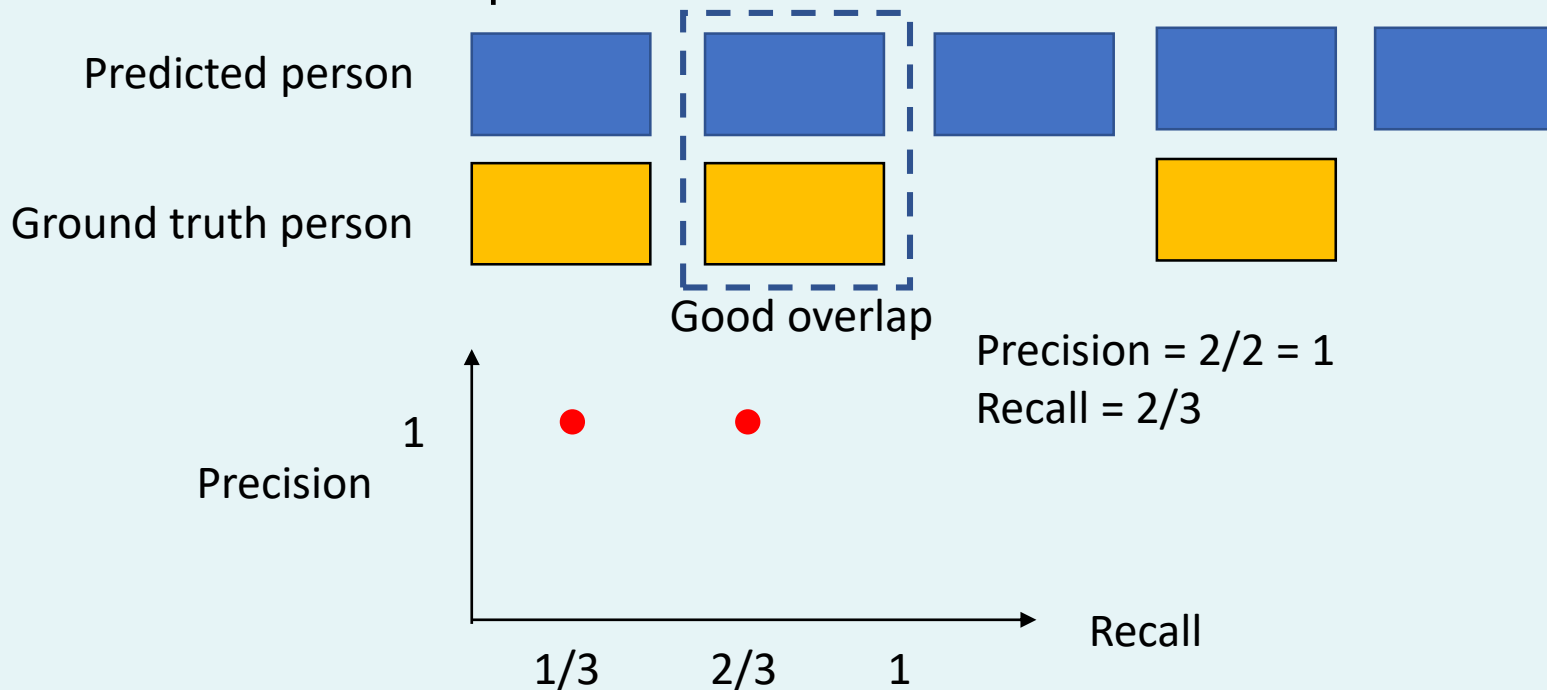 Predicted person
Ground truth person
Good overlap
Precision = 2/2 = 1
Recall = 2/3
1
Precision
Recall
1/3 2/3 1